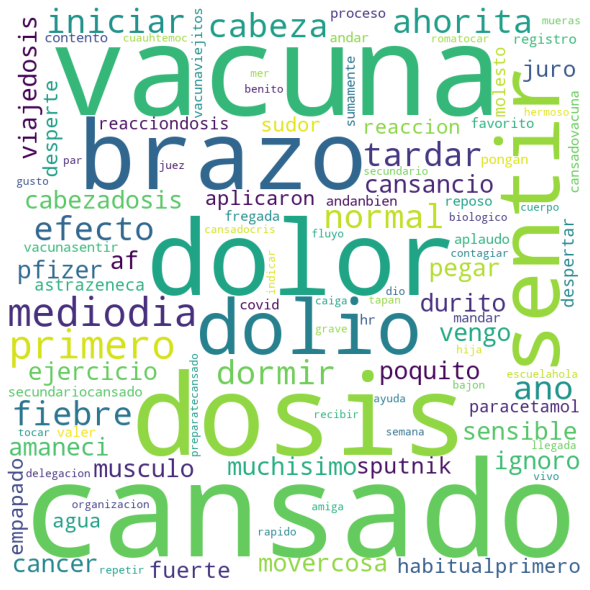 iniciar cabeza proceso ahorita mueras
contento cuauhtemoc vacunaviejitos andar registro romatocar
vacuna
viajedosis desperte mer benito sumamente molesto juro hermoso
brazo reacciondosis sudor reaccion favorito pongan cansadovacuna
par juez secundario tardar sentir
gusto cabezadosis aplicaron andanbien cansancio reposo biologico cuerpo
efecto fregada normal aplaudo despertar
vacunasentir cansadocris fluyo contagiar
pfizer af dolor indicar pegar
astrazeneca dio mandar
mediodia covid hr caiga tapan durito
primero dolio grave vengo hija
ejercicio dormir poquito ano escuelahola
secundariocansado preparatecansado ayuda bajon
fiebre dosis recibir semana paracetamol llegada
tocar valer sensible
amaneci musculo muchisimo sputnik ignoro vivo
empapado delegacion
agua organizacion amiga
cansado
cancer repetir fuerte rapido movercosa habitualprimero